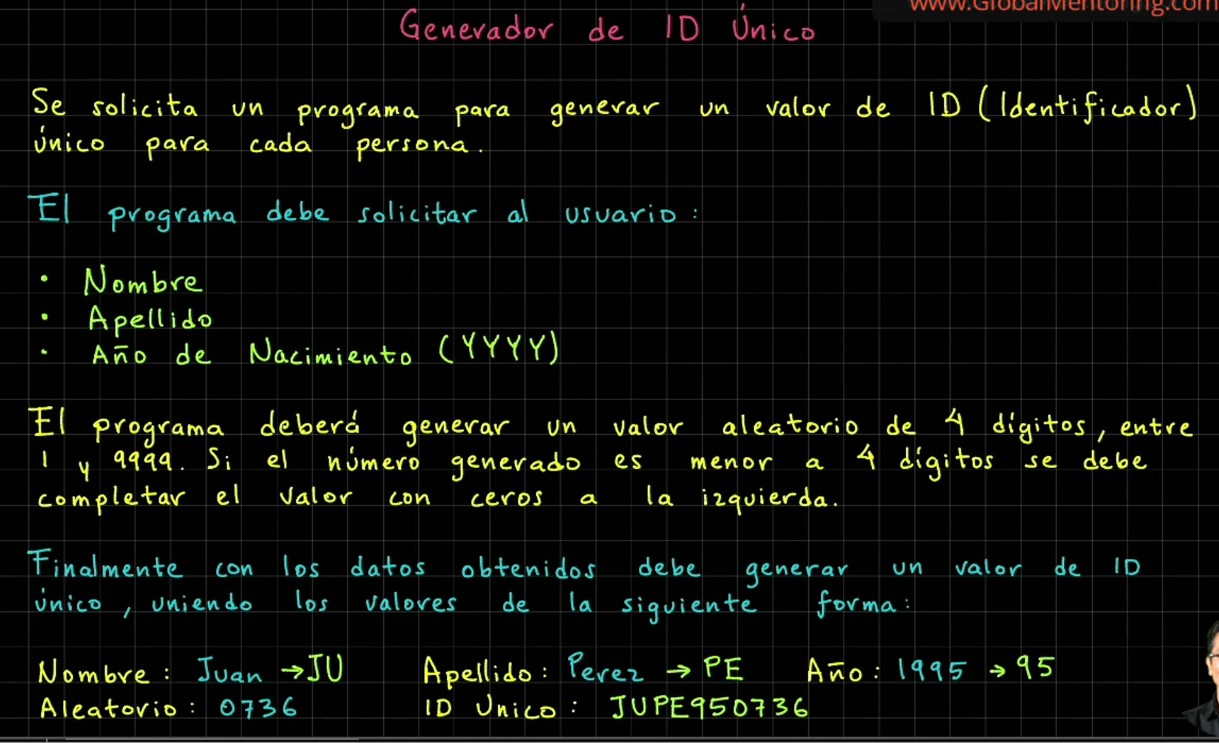 www.GlobalMentoring.com
Generador de ID Único
Se solicita un programa para generar un valor de ID (Identificador)
único para cada persona.
El programa debe solicitar al usuario:
• Nombre
• Apellido
• Año de Nacimiento (YYYY)
El programa deberá generar un valor aleatorio de 4 dígitos, entre
1 y 9999. Si el número generado es menor a 4 dígitos se debe
completar el valor con ceros a la izquierda.
Finalmente con los datos obtenidos debe generar un valor de ID
único, uniendo los valores de la siguiente forma:
Nombre: Juan → JU Apellido: Perez → PE Año: 1995 → 95
Aleatorio: 0736 ID Unico: JUPE950736